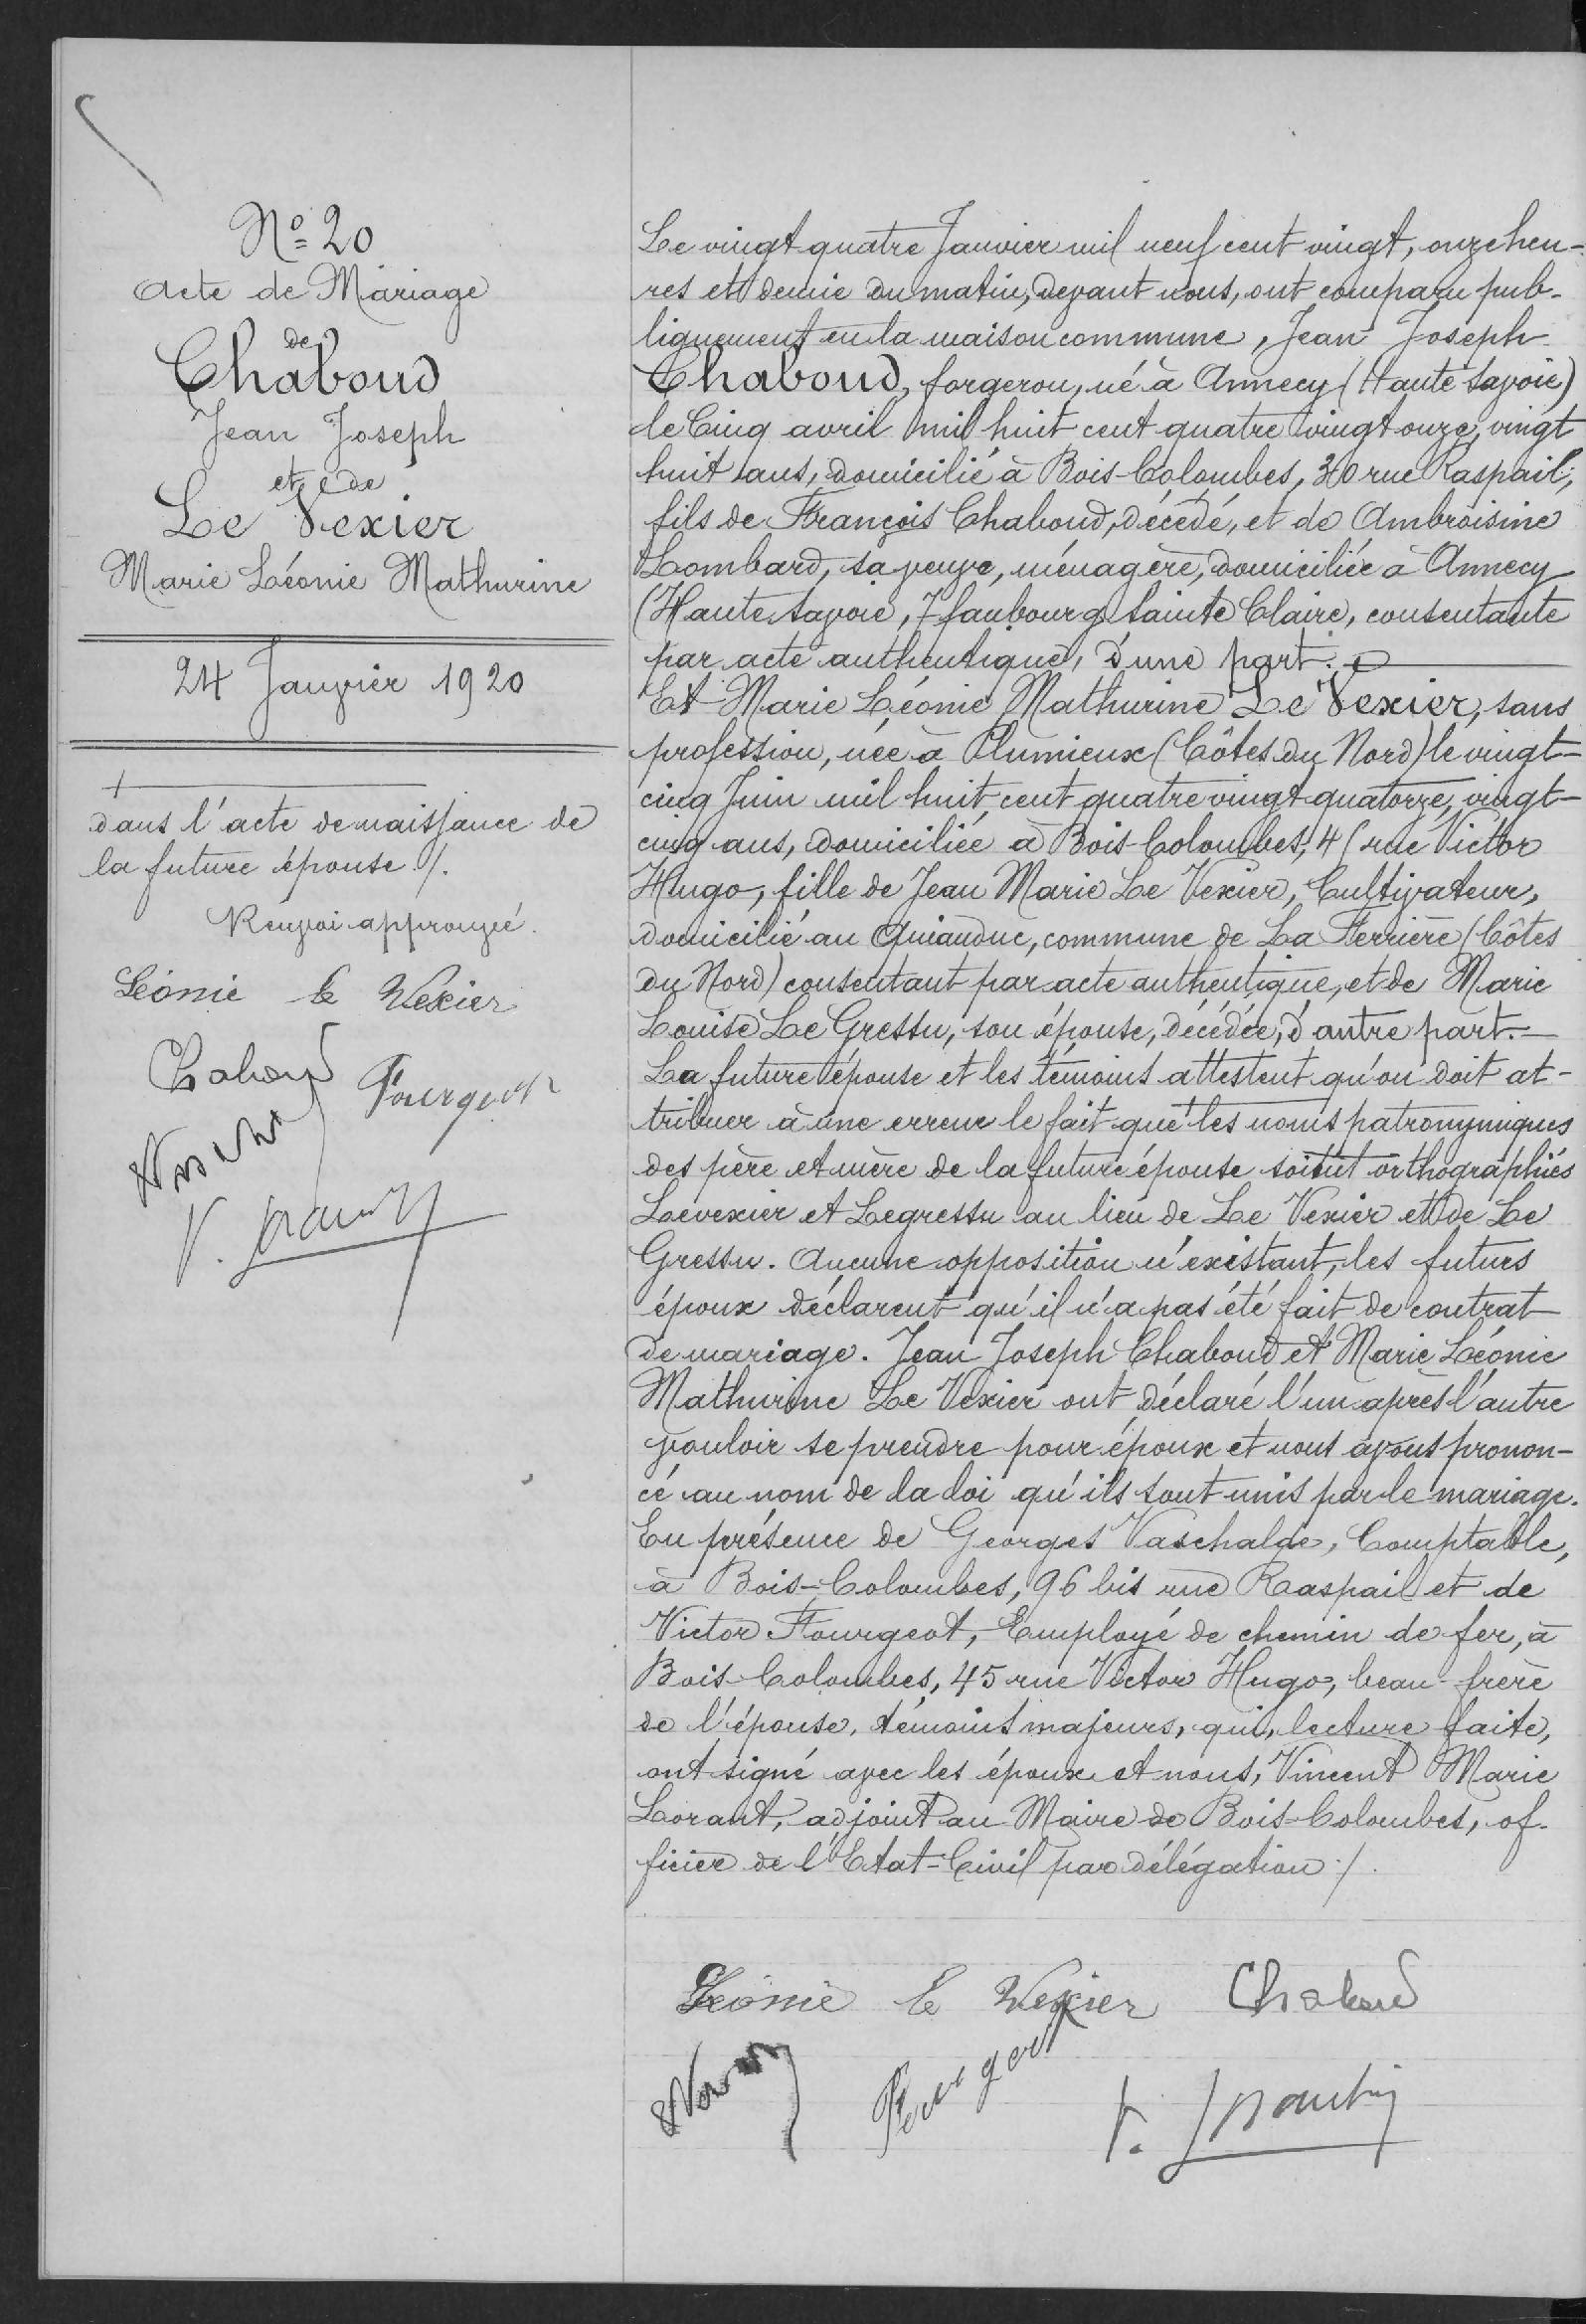 Nº 20
Acte de Mariage
de
Chaboud
Jean Joseph
et de
Le Vexier
Marie Léonie Mathurine
24 Janvier 1920
+
dans l'acte de naissance de
la future épouse /.
Renvoi approuvé.
Léonie le Vexier
Chaboud
Fourgeot
Le vingt quatre Janvier mil neuf cent vingt, onze heu-
res et demie du matin, devant nous, ont comparu pub-
liquement en la maison commune, Jean Joseph
Chaboud, forgeron, né à Annecy (Haute Savoie)
le Cinq avril mil huit cent quatre vingt onze, vingt
huit ans, domicilié à Bois-Colombes, 30 rue Raspail,
fils de François Chaboud, décédé, et de Ambroisine
Lombard, sa veuve, ménagère, domiciliée à Annecy
(Haute Savoie, 7 faubourg Sainte Claire, consentante
par acte authentique, d'une part.
Et Marie Léonie Mathurine Le Vexier, sans
profession, née à Plumieux (Côtes du Nord) le vingt-
cinq Juin mil huit cent quatre vingt quatorze, vingt-
cinq ans, domiciliée à Bois-Colombes, rue Victor
Hugo, fille de Jean Marie Le Vexier, Cultivateur,
domicilié au commune de La Ferrière (Côtes
du Nord) consentant par acte authentique, et de Marie
Louise Le Gressu, son épouse, décédée, d'autre part.-
La future épouse et les témoins attestent qu'on doit at-
tribuer à une erreur le fait que + les noms patronymiques
des père et mère de la future épouse soient orthographiés
Levexier et Legressu au lieu de Le Vexier et de Le
Gressu. Aucune opposition n'existant, les futurs
époux déclarent qu'il n'a pas été fait de contrat
de mariage. Jean Joseph Chaboud et Marie Léonie
Mathurine Le Vexier ont déclaré l'un après l'autre
vouloir se prendre pour époux et nous avons pronon-
cé au nom de la loi qu'ils sont unis par le mariage.
En présence de Georges Vaschalde, Comptable,
à Bois-Colombes, 96 bis rue Raspail et de
Victor Fourgeot, Employé de chemin de fer, à
Bois-Colombes, 45 rue Victor Hugo, beau-frère
de l'épouse, témoins majeurs, qui, lecture faite,
ont signé avec les époux et nous, Vincent Marie
Lorant, adjoint au Maire de Bois-Colombes, of-
ficier de l'Etat-Civil par délégation /.
Léonie le Vexier Chaboud
Fourgeot